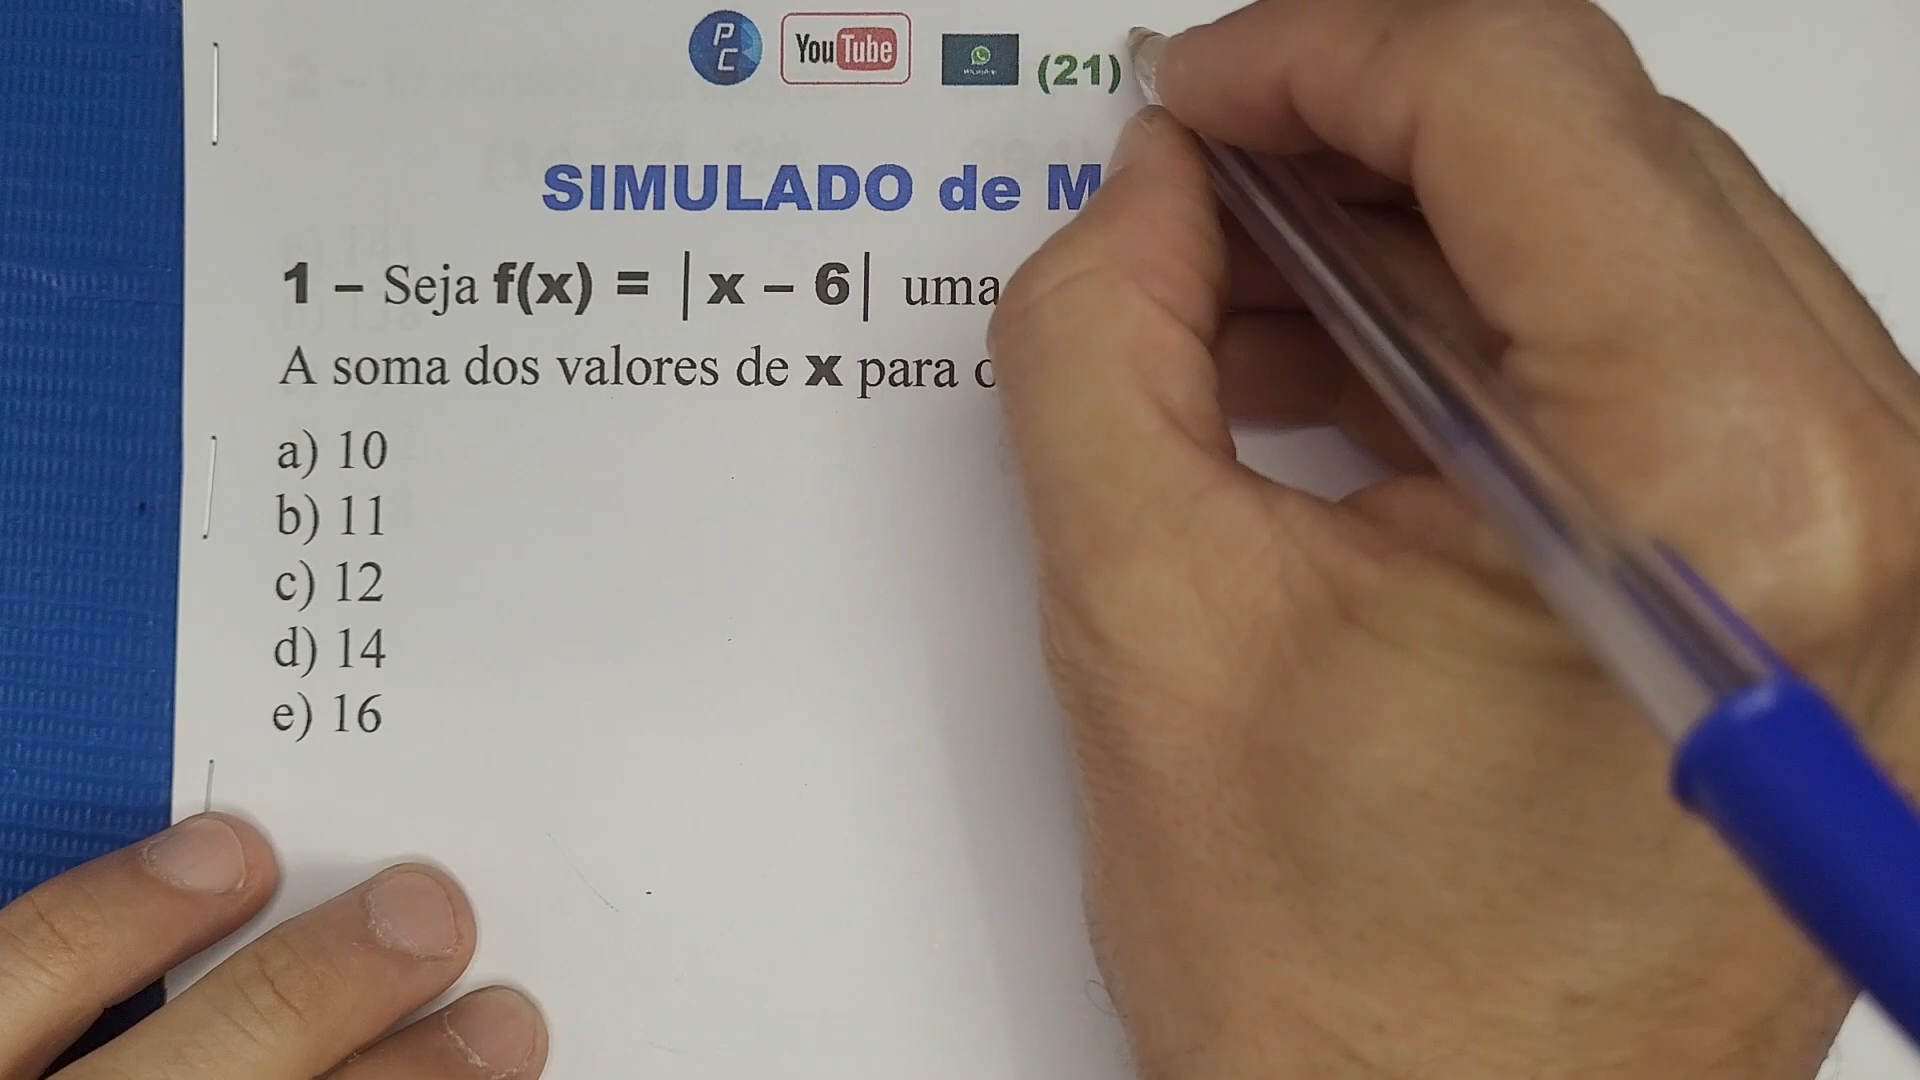 PC YouTube (21)
SIMULADO de M
1 – Seja f(x) = | x – 6 | uma
A soma dos valores de x para
a) 10
b) 11
c) 12
d) 14
e) 16